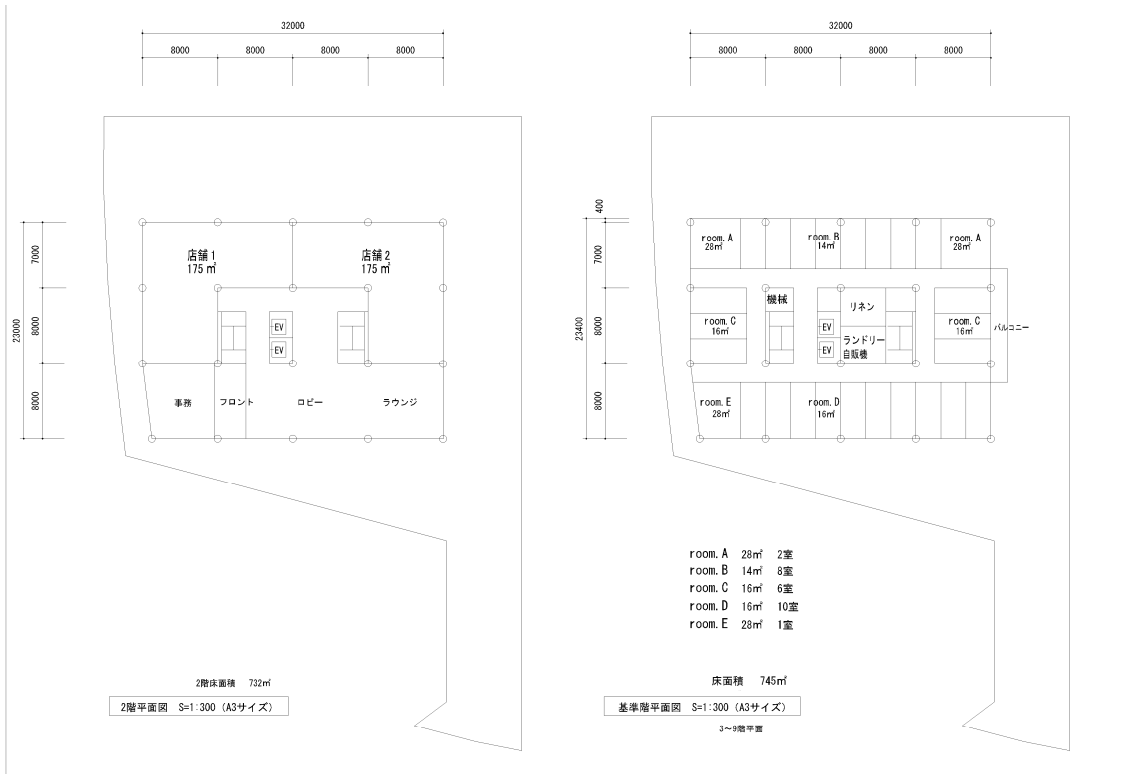 32000
8000 8000 8000 8000
7000
8000
8000
23000
店舗1
175㎡
店舗2
175㎡
EV
EV
事務
フロント
ロビー
ラウンジ
2階床面積 732㎡
2階平面図 S=1:300 (A3サイズ)
32000
8000 8000 8000 8000
400
7000
8000
8000
23400
room.A
28㎡
room.B
14㎡
room.A
28㎡
機械
リネン
room.C
16㎡
EV
EV
ランドリー
自販機
room.C
16㎡
バルコニー
room.E
28㎡
room.D
16㎡
room.A 28㎡ 2室
room.B 14㎡ 8室
room.C 16㎡ 6室
room.D 16㎡ 10室
room.E 28㎡ 1室
床面積 745㎡
基準階平面図 S=1:300 (A3サイズ)
3〜9階平面